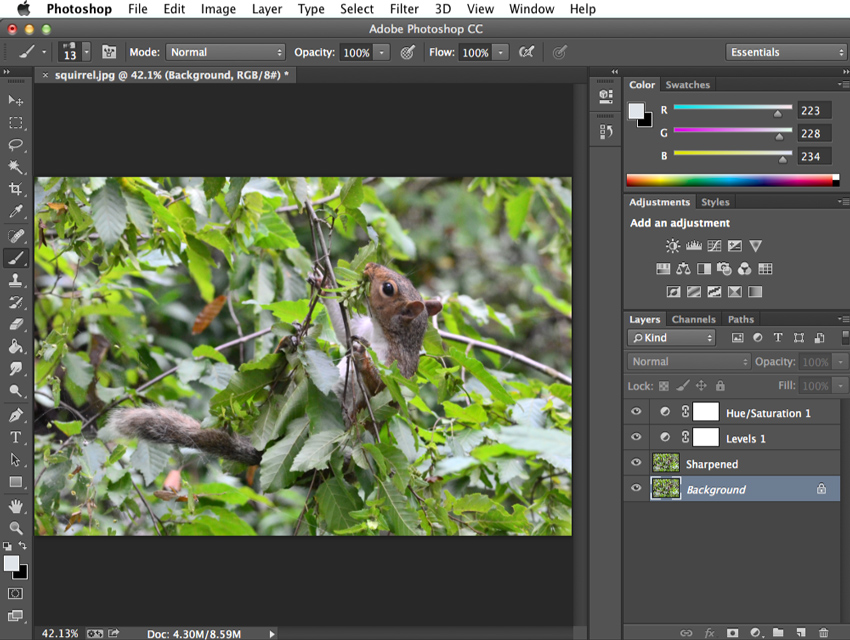 Photoshop File Edit Image Layer Type Select Filter 3D View Window Help
Adobe Photoshop CC
13 Mode: Normal Opacity: 100% Flow: 100% Essentials
× squirrel.jpg @ 42.1% (Background, RGB/8#) *
Color Swatches
R 223
G 228
B 234
Adjustments Styles
Add an adjustment
Layers Channels Paths
Kind
Normal Opacity: 100%
Lock: Fill: 100%
Hue/Saturation 1
Levels 1
Sharpened
Background
42.13% Doc: 4.30M/8.59M